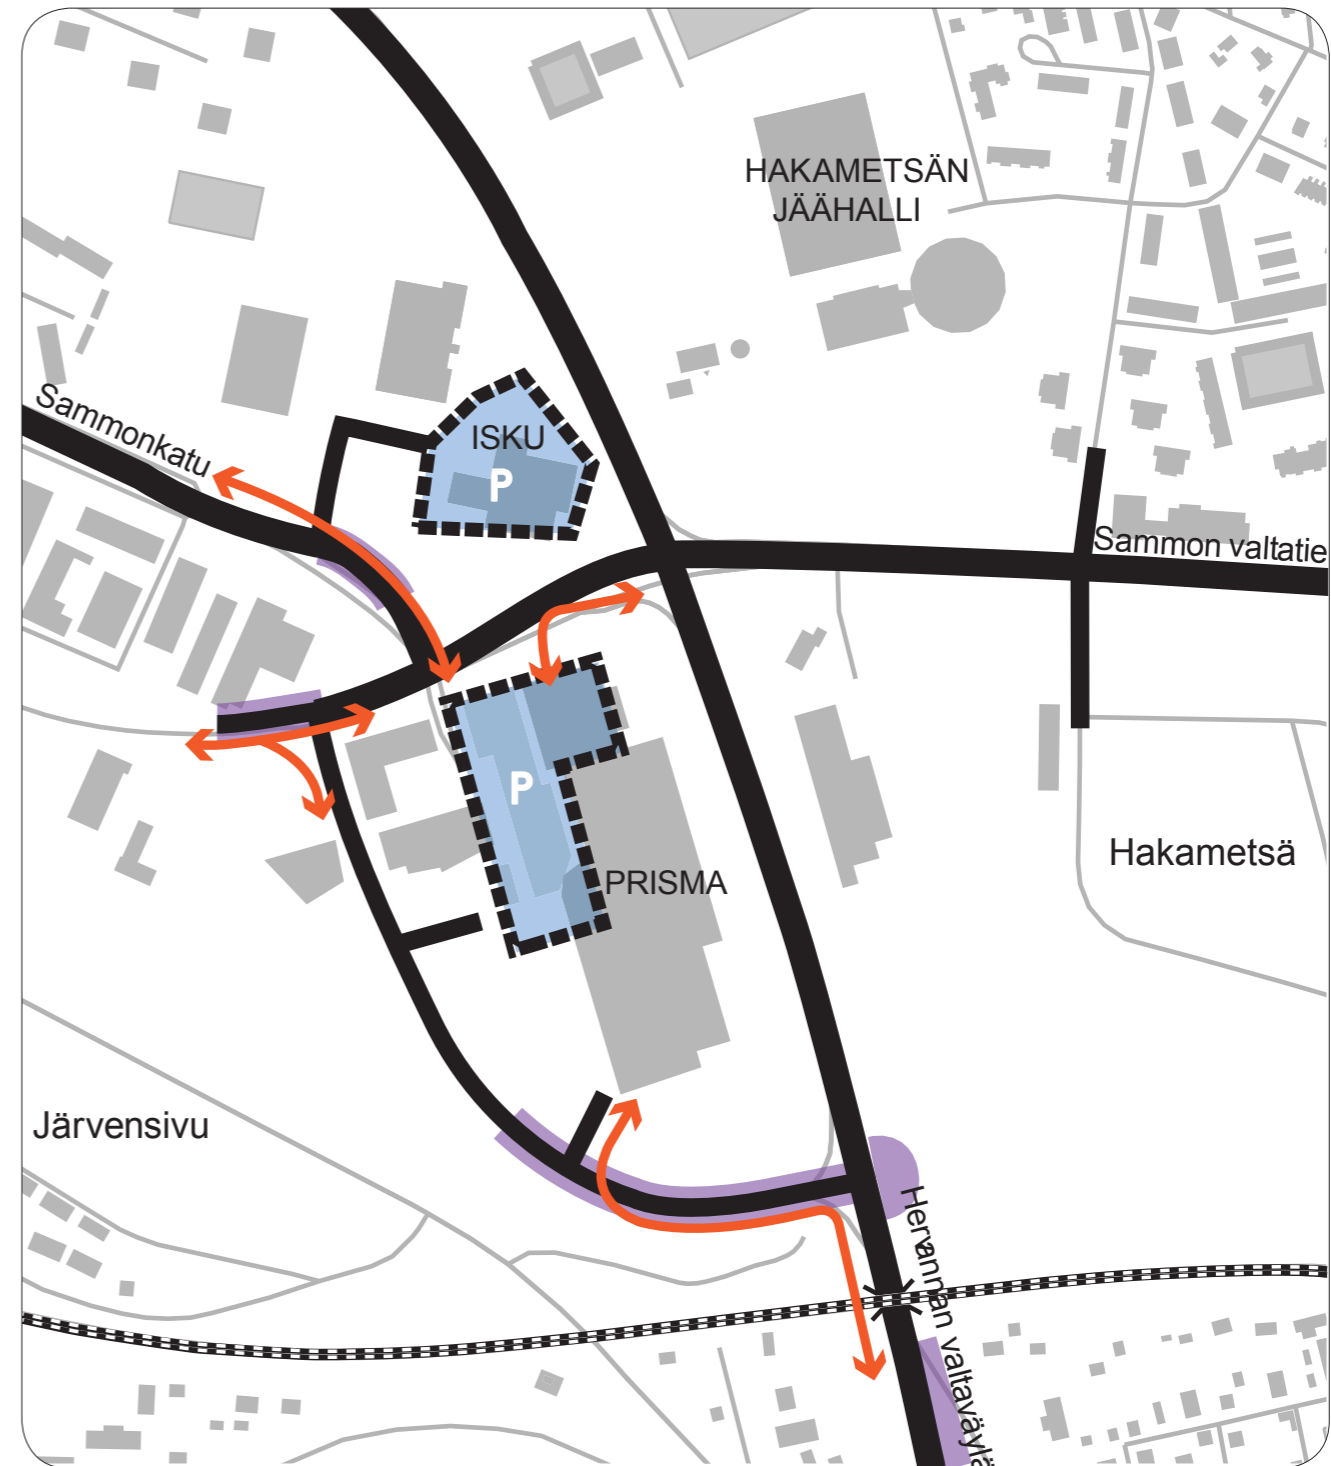 HAKAMETSÄN
JÄÄHALLI
Sammonkatu
ISKU
P
Sammon valtatie
P
PRISMA
Hakametsä
Järvensivu
Hervannan valtaväylä